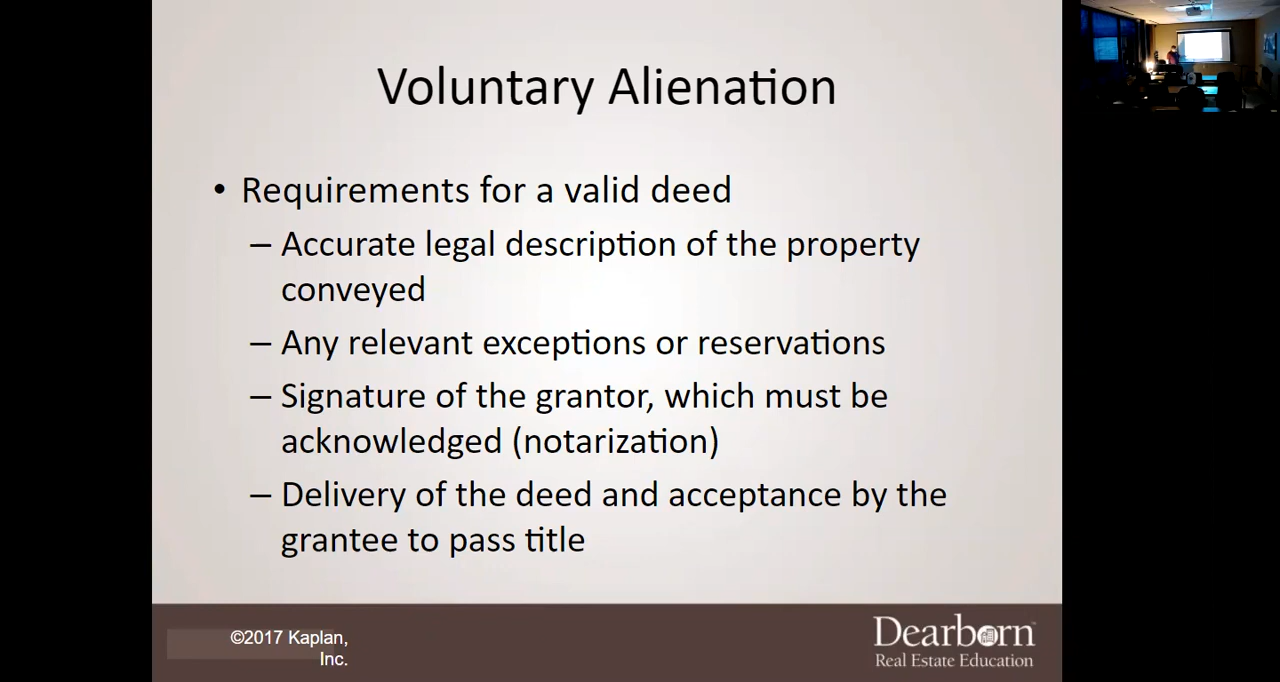 Voluntary Alienation
• Requirements for a valid deed
– Accurate legal description of the property
conveyed
– Any relevant exceptions or reservations
– Signature of the grantor, which must be
acknowledged (notarization)
– Delivery of the deed and acceptance by the
grantee to pass title
©2017 Kaplan,
Inc.
Dearborn™
Real Estate Education